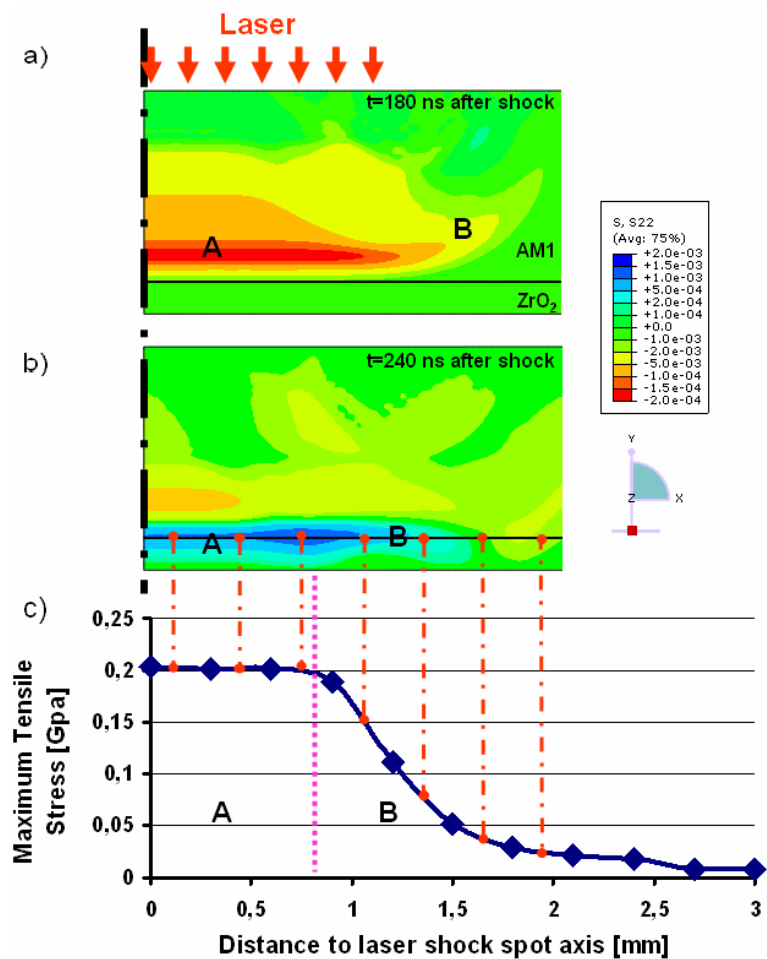 Laser
a)
t=180 ns after shock
A
B
AM1
ZrO₂
S, S22
(Avg: 75%)
+2.0e-03
+1.5e-03
+1.0e-03
+5.0e-04
+2.0e-04
+1.0e-04
+0.0
-1.0e-03
-2.0e-03
-5.0e-03
-1.0e-04
-1.5e-04
-2.0e-04
b)
t=240 ns after shock
A
B
Y
Z
X
c)
Maximum Tensile
Stress [Gpa]
0,25
0,2
0,15
0,1
0,05
0
A
B
0
0,5
1
1,5
2
2,5
3
Distance to laser shock spot axis [mm]